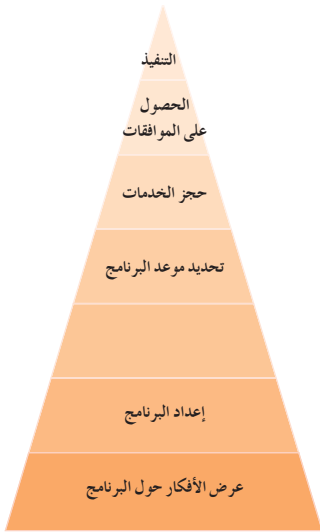 التنفيذ
الحصول
على الموافقات
حجز الخدمات
تحديد موعد البرنامج
إعداد البرنامج
عرض الأفكار حول البرنامج